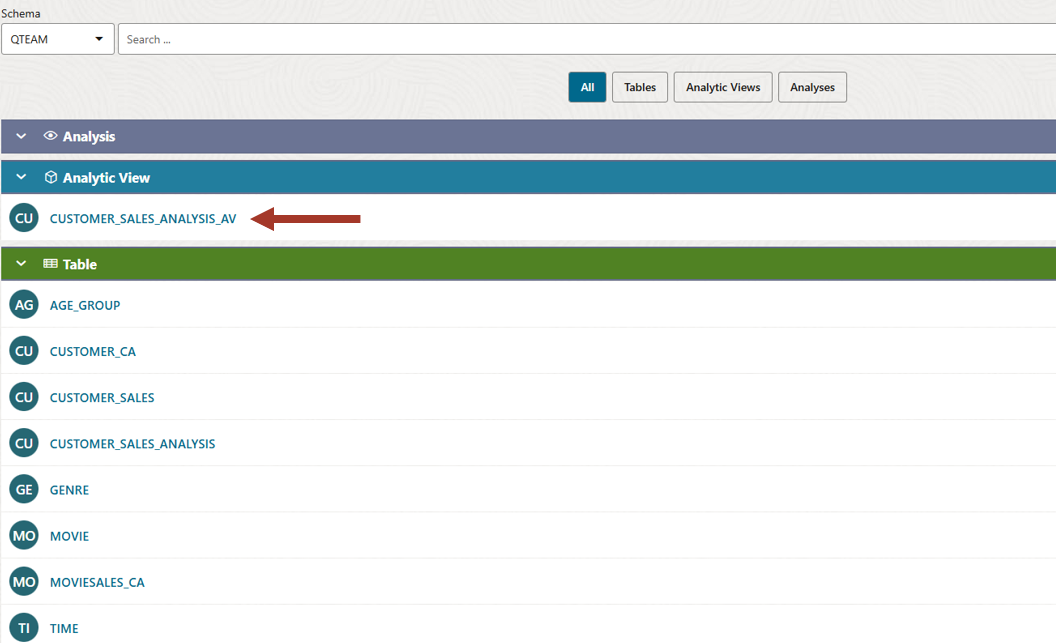 Schema
QTEAM
Search ...
All Tables Analytic Views Analyses
Analysis
Analytic View
CU CUSTOMER_SALES_ANALYSIS_AV
Table
AG AGE_GROUP
CU CUSTOMER_CA
CU CUSTOMER_SALES
CU CUSTOMER_SALES_ANALYSIS
GE GENRE
MO MOVIE
MO MOVIESALES_CA
TI TIME